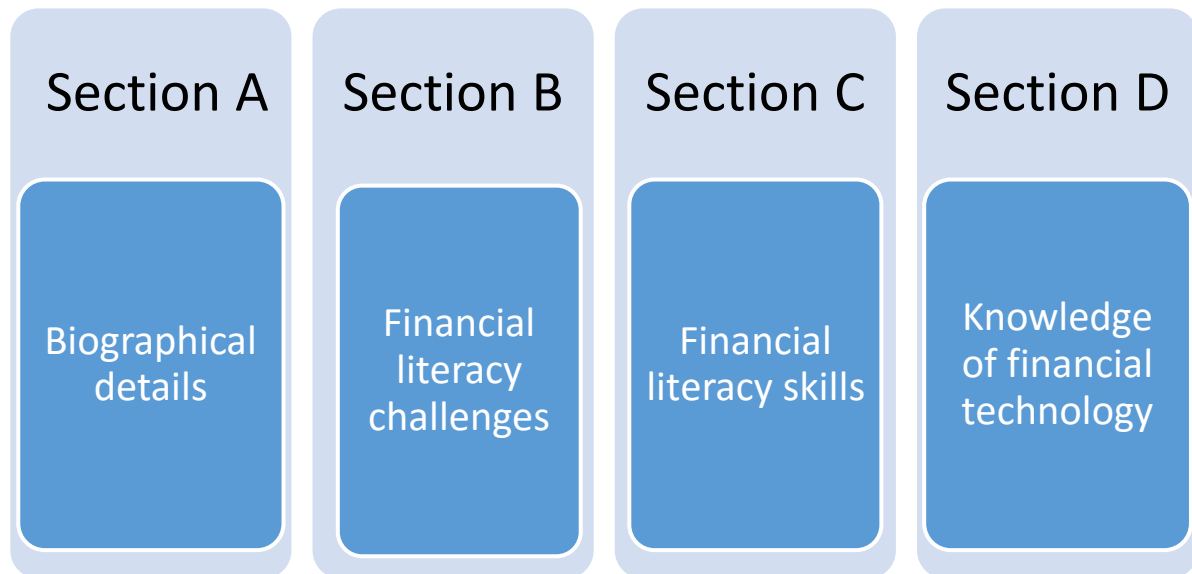 Section A
Biographical
details
Section B
Financial
literacy
challenges
Section C
Financial
literacy skills
Section D
Knowledge
of financial
technology